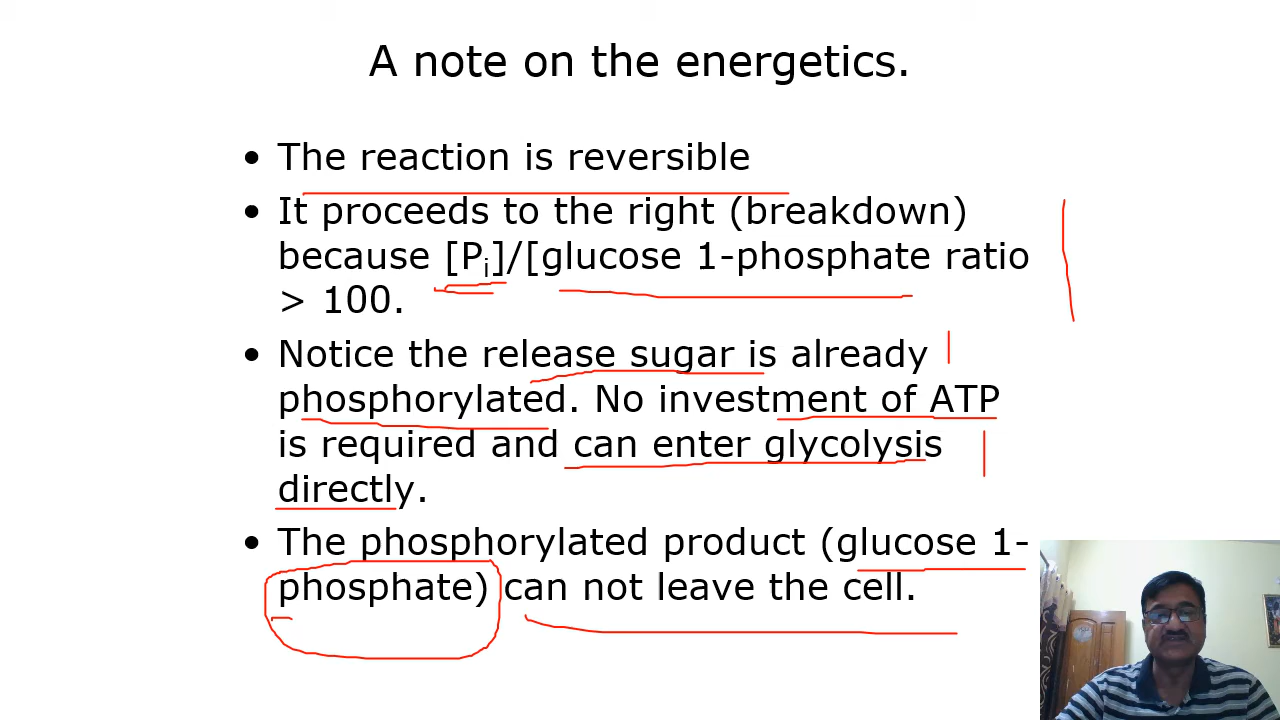 A note on the energetics.
• The reaction is reversible
• It proceeds to the right (breakdown)
because [Pi]/[glucose 1-phosphate ratio
> 100.
• Notice the release sugar is already
phosphorylated. No investment of ATP
is required and can enter glycolysis
directly.
• The phosphorylated product (glucose 1-
phosphate) can not leave the cell.